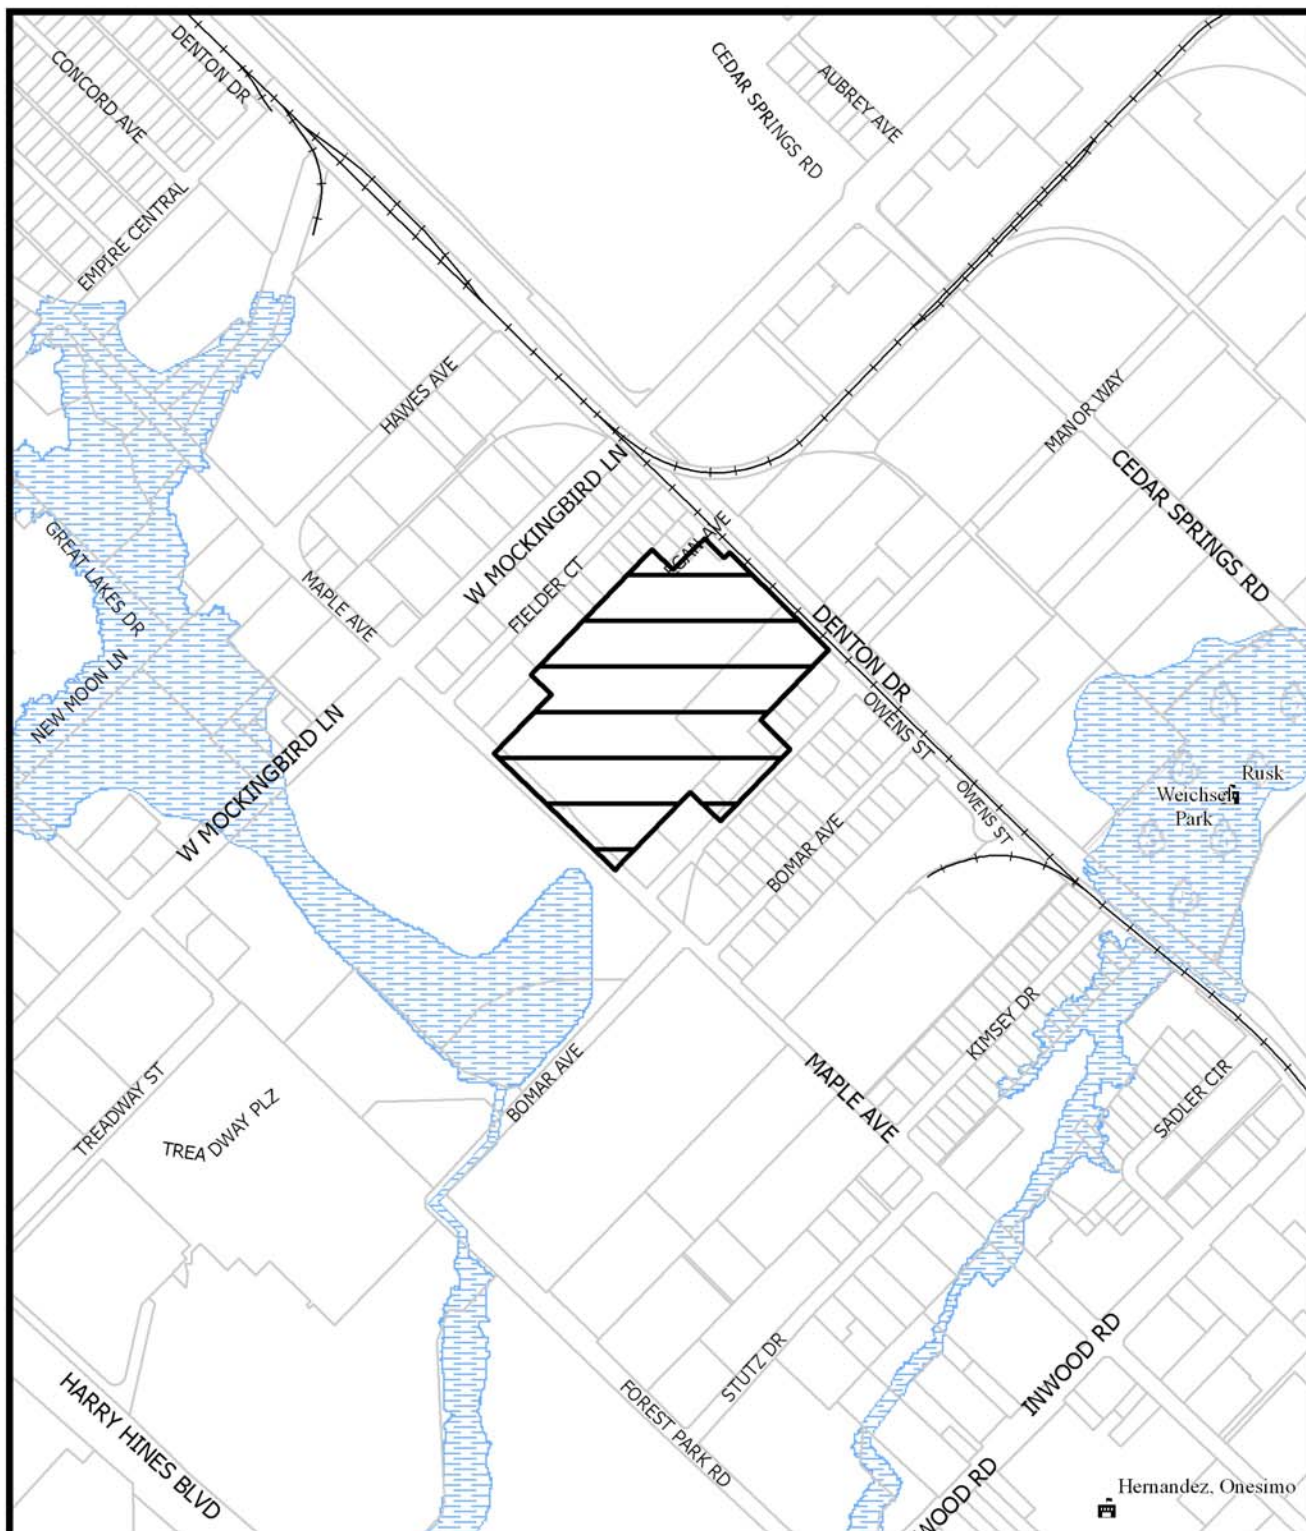 DENTON DR
CONCORD AVE
CEDAR SPRINGS RD
AUBREY AVE
EMPIRE CENTRAL
HAWES AVE
MANOR WAY
CEDAR SPRINGS RD
W MOCKINGBIRD LN
GREAT LAKES DR
MAPLE AVE
FIELDER CT
DENTON DR
NEW MOON LN
OWENS ST
W MOCKINGBIRD LN
OWENS ST
Rusk
Weichsel
Park
BOMAR AVE
KIMSEY DR
BOMAR AVE
MAPLE AVE
SADLER CIR
TREADWAY ST
TREADWAY PLZ
INWOOD RD
STUTZ DR
FOREST PARK RD
HARRY HINES BLVD
WOOD RD
Hernandez, Onesimo